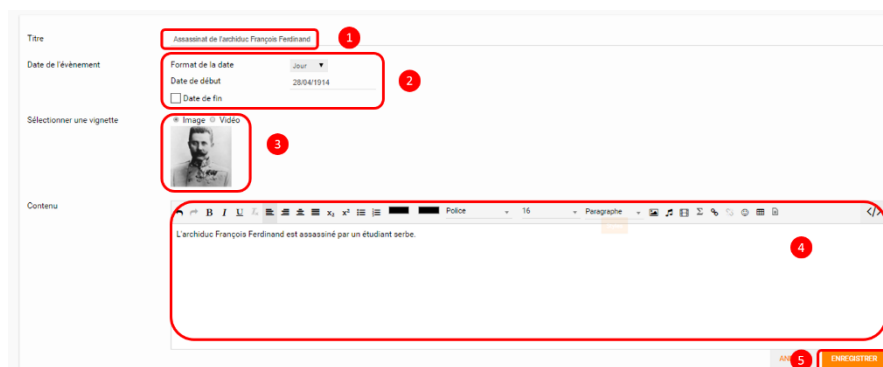 Titre
Assassinat de l'archiduc François Ferdinand
1
Date de l'évènement
Format de la date
Jour
Date de début
28/04/1914
Date de fin
2
Sélectionner une vignette
Image
Vidéo
3
Contenu
B I U x₂ x² Police 16 Paragraphe Σ </>
L'archiduc François Ferdinand est assassiné par un étudiant serbe.
4
5
ENREGISTRER